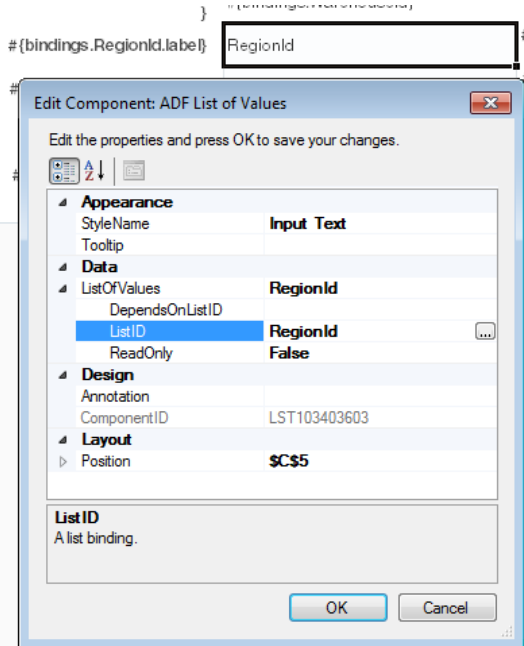 }
#{bindings.RegionId.label} RegionId
#
Edit Component: ADF List of Values
Edit the properties and press OK to save your changes.
Appearance
StyleName Input Text
Tooltip
Data
ListOfValues RegionId
DependsOnListID
ListID RegionId ...
ReadOnly False
Design
Annotation
ComponentID LST103403603
Layout
Position $C$5
ListID
A list binding.
OK Cancel